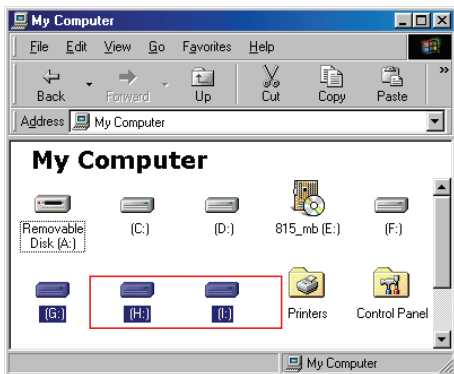 My Computer
File Edit View Go Favorites Help
Back Forward Up Cut Copy Paste »
Address My Computer
My Computer
Removable Disk (A:) (C:) (D:) 815_mb (E:) (F:)
(G:) (H:) (I:) Printers Control Panel
My Computer